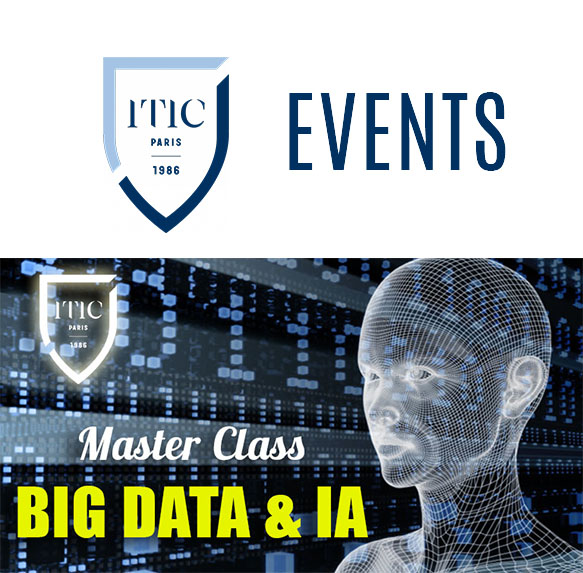 ITIC
PARIS
1986
EVENTS
ITIC
PARIS
1986
Master Class
BIG DATA & IA